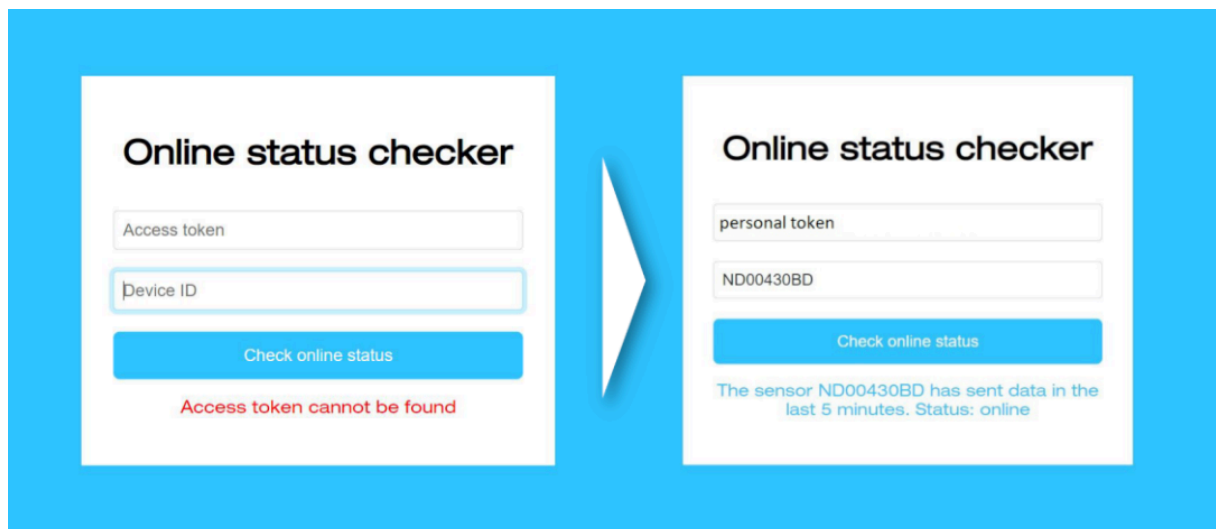 Online status checker
Access token
Device ID
Check online status
Access token cannot be found
Online status checker
personal token
ND00430BD
Check online status
The sensor ND00430BD has sent data in the
last 5 minutes. Status: online